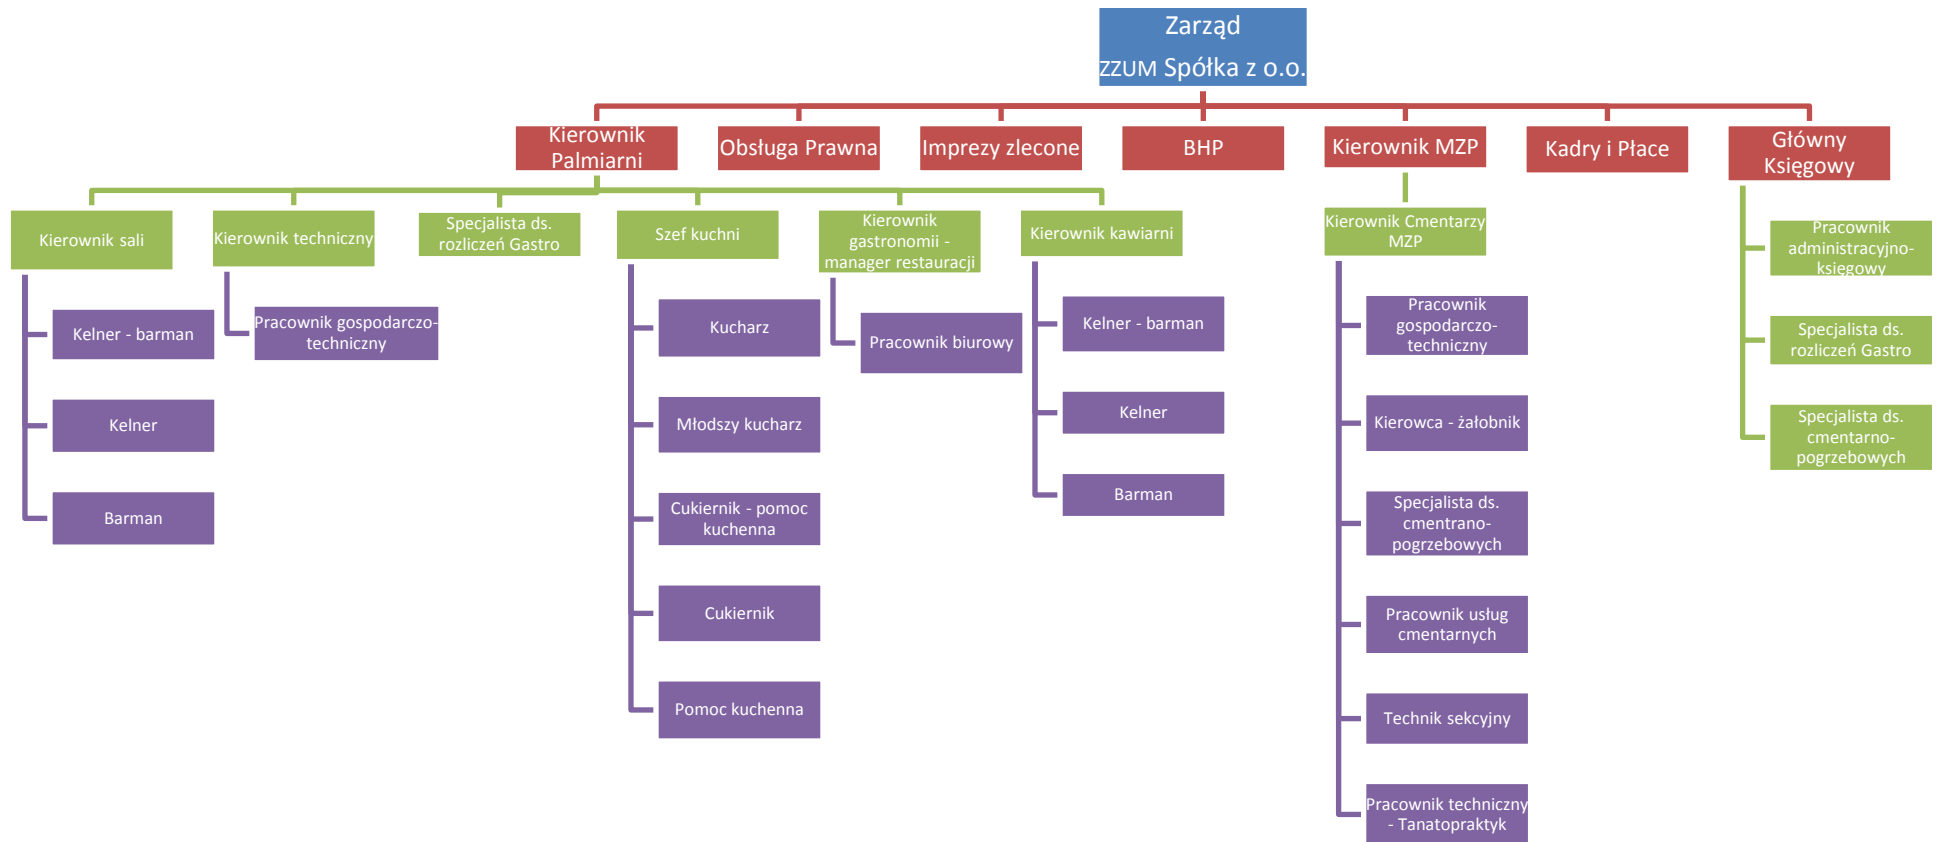 Zarząd
ZZUM Spółka z o.o.
Kierownik
Palmiarni
Obsługa Prawna
Imprezy zlecone
BHP
Kierownik MZP
Kadry i Płace
Główny
Księgowy
Kierownik sali
Kierownik techniczny
Specjalista ds.
rozliczeń Gastro
Szef kuchni
Kierownik
gastronomii -
manager restauracji
Kierownik kawiarni
Kierownik Cmentarzy
MZP
Pracownik
administracyjno-
księgowy
Specjalista ds.
rozliczeń Gastro
Specjalista ds.
cmentarno-
pogrzebowych
Kelner - barman
Kelner
Barman
Pracownik gospodarczo-
techniczny
Kucharz
Młodszy kucharz
Cukiernik - pomoc
kuchenna
Cukiernik
Pomoc kuchenna
Pracownik biurowy
Kelner - barman
Kelner
Barman
Pracownik
gospodarczo-
techniczny
Kierowca - żałobnik
Specjalista ds.
cmentrano-
pogrzebowych
Pracownik usług
cmentarnych
Technik sekcyjny
Pracownik techniczny
- Tanatopraktyk